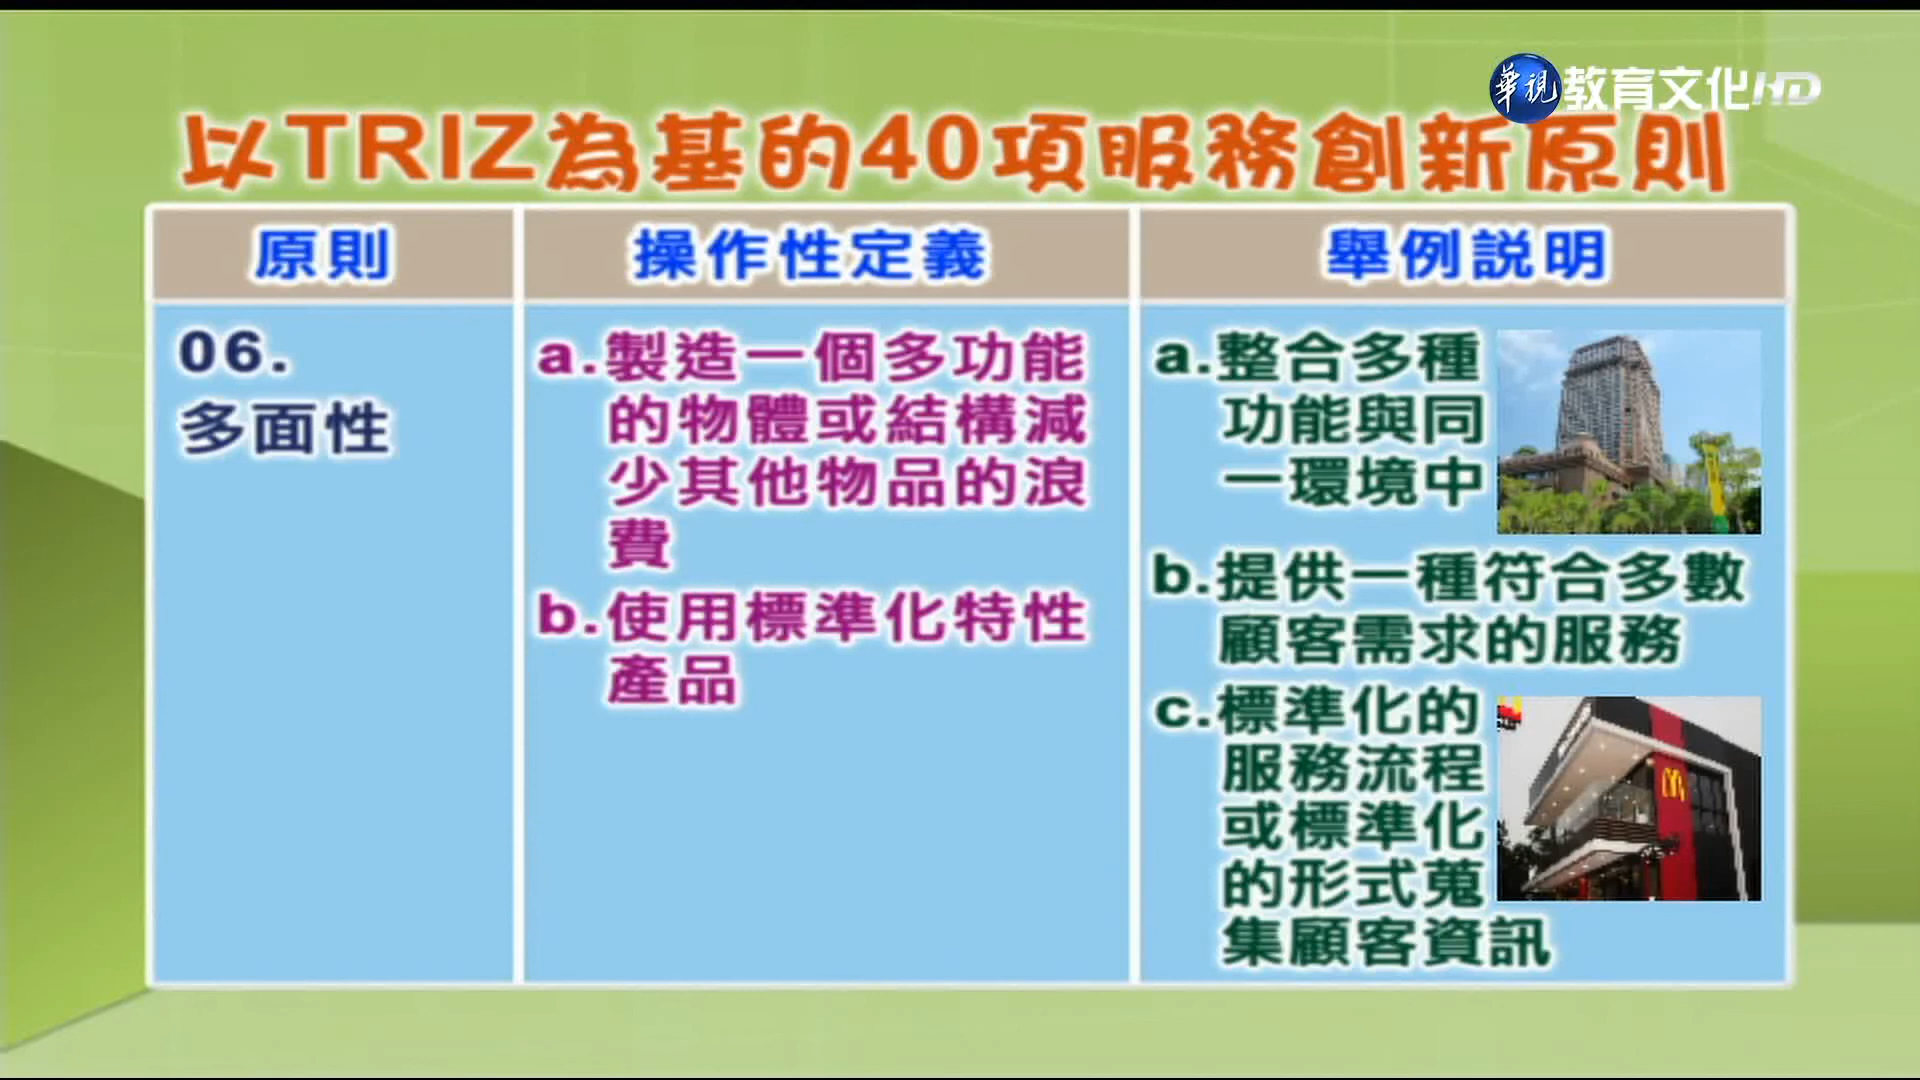 華視 教育文化HD
以TRIZ為基的40項服務創新原則
原則
操作性定義
舉例説明
06.
多面性
a.製造一個多功能
的物體或結構減
少其他物品的浪
費
b.使用標準化特性
產品
a.整合多種
功能與同
一環境中
b.提供一種符合多數
顧客需求的服務
c.標準化的
服務流程
或標準化
的形式蒐
集顧客資訊